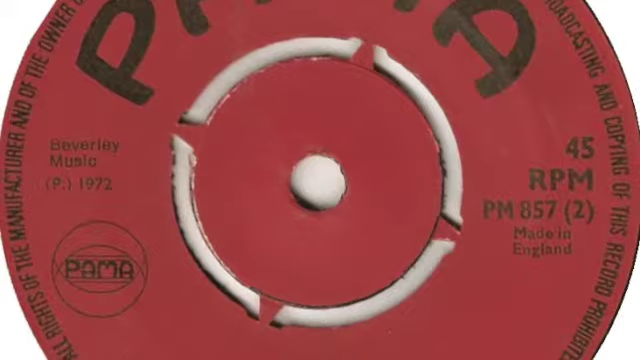 PAMA
ALL RIGHTS OF THE MANUFACTURER AND OF THE OWNER
BROADCASTING AND COPYING OF THIS RECORD PROHIBITED
Beverley
Music
(P.) 1972
PAMA
45
RPM
PM 857 (2)
Made in
England